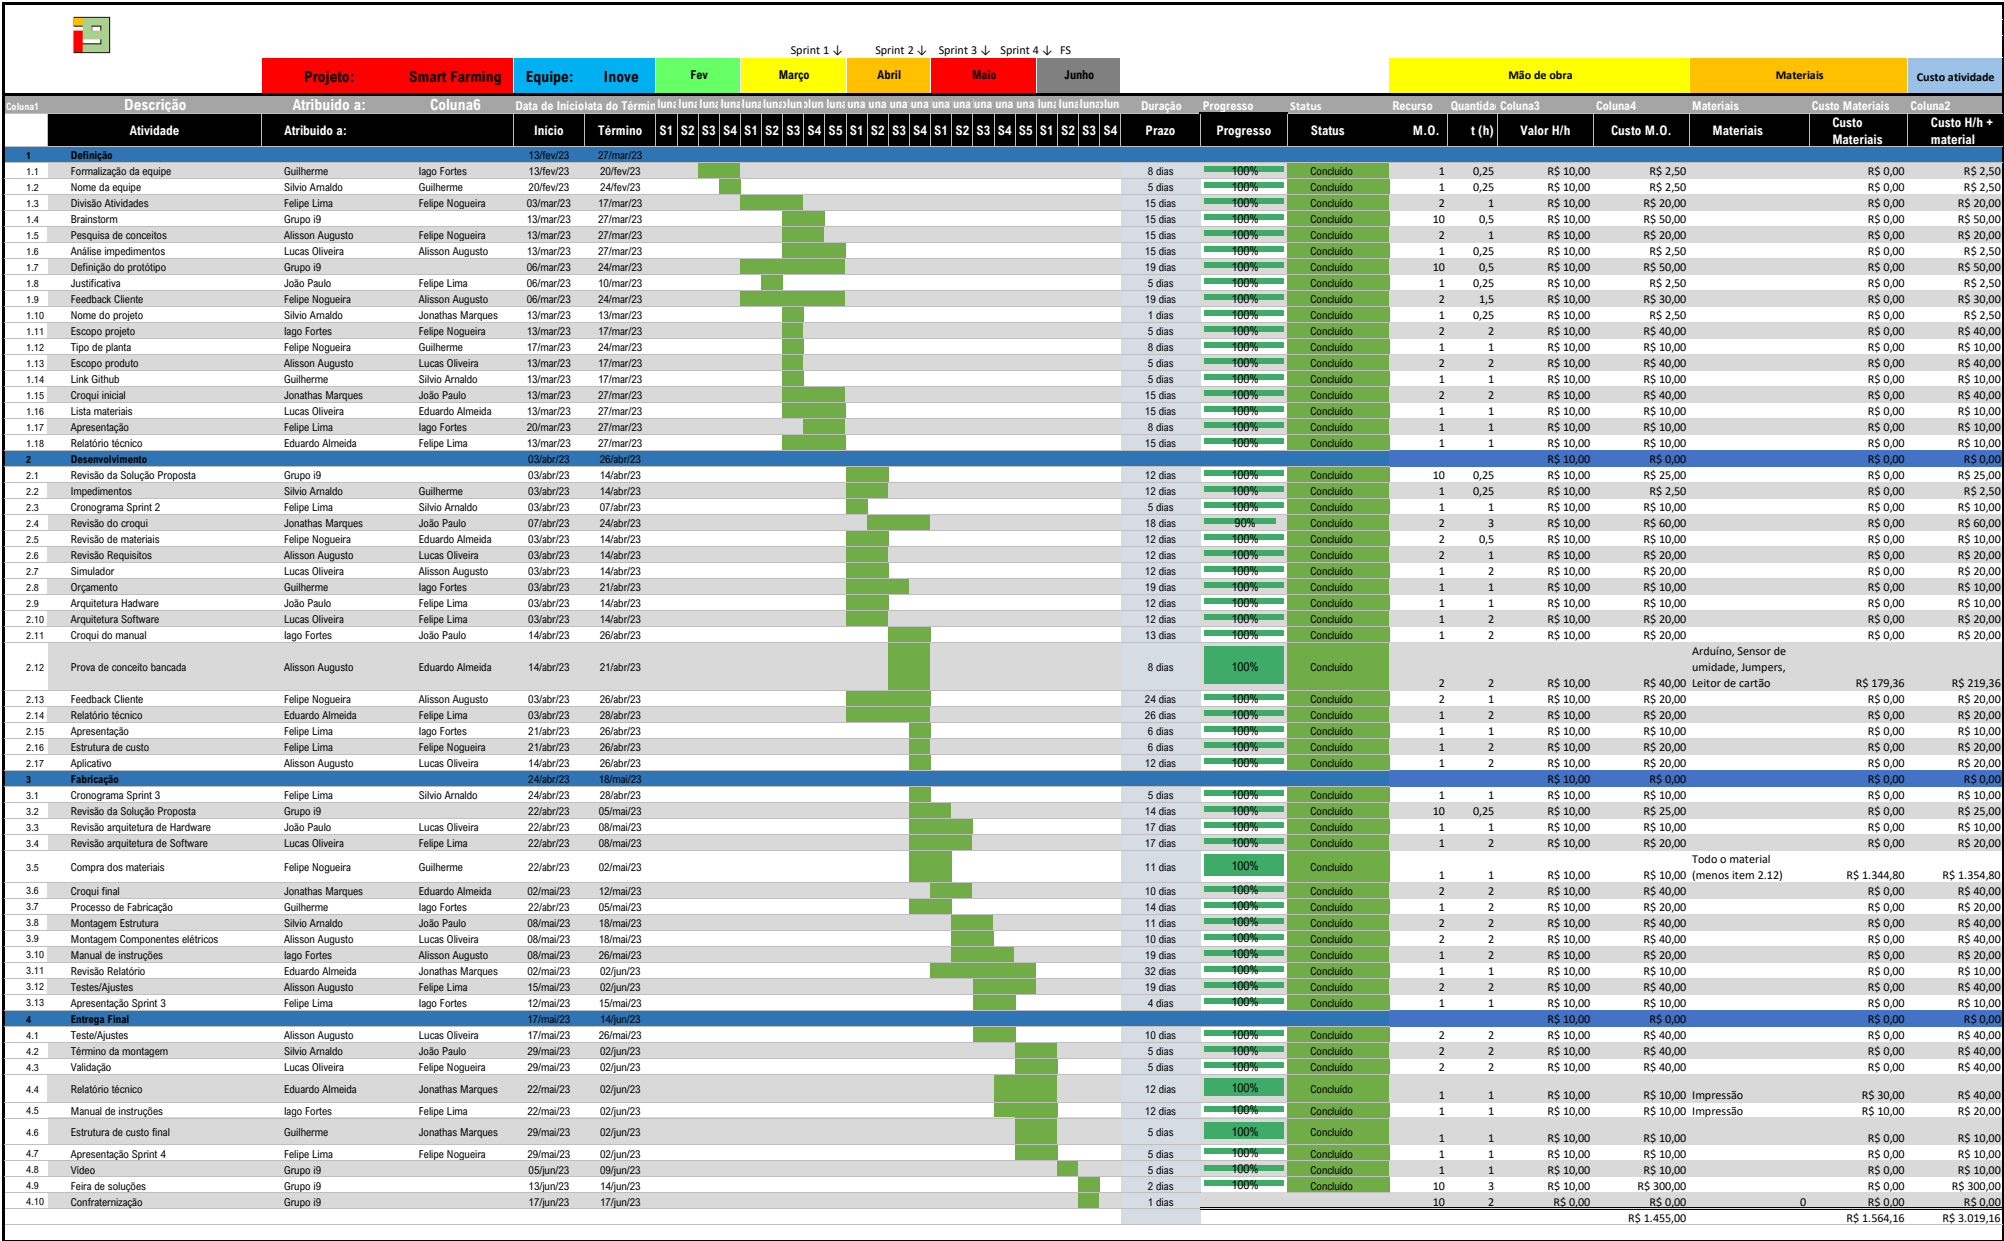 i9
Sprint 1 ↓ Sprint 2 ↓ Sprint 3 ↓ Sprint 4 ↓ FS
Projeto: Smart Farming Equipe: Inove Fev Março Abril Maio Junho Mão de obra Materiais Custo atividade
Coluna1 Descrição Atribuido a: Coluna6 Data de Início Duração Progresso Status Recurso Coluna3 Coluna4 Materiais Custo Materiais Coluna2
Atividade Atribuido a: Início Término S1 S2 S3 S4 S1 S2 S3 S4 S5 S1 S2 S3 S4 S1 S2 S3 S4 S5 S1 S2 S3 S4 Prazo Progresso Status M.O. t (h) Valor H/h Custo M.O. Materiais Custo Materiais Custo H/h + material
1 Definição 13/fev/23 27/mar/23
1.1 Formalização da equipe Guilherme Iago Fortes 13/fev/23 20/fev/23 8 dias 100% Concluído 1 0,25 R$ 10,00 R$ 2,50 R$ 0,00 R$ 2,50
1.2 Nome da equipe Silvio Arnaldo Guilherme 20/fev/23 24/fev/23 5 dias 100% Concluído 1 0,25 R$ 10,00 R$ 2,50 R$ 0,00 R$ 2,50
1.3 Divisão Atividades Felipe Lima Felipe Nogueira 03/mar/23 17/mar/23 15 dias 100% Concluído 2 1 R$ 10,00 R$ 20,00 R$ 0,00 R$ 20,00
1.4 Brainstorm Grupo i9 13/mar/23 27/mar/23 15 dias 100% Concluído 10 0,5 R$ 10,00 R$ 50,00 R$ 0,00 R$ 50,00
1.5 Pesquisa de conceitos Alisson Augusto Felipe Nogueira 13/mar/23 27/mar/23 15 dias 100% Concluído 2 1 R$ 10,00 R$ 20,00 R$ 0,00 R$ 20,00
1.6 Análise impedimentos Lucas Oliveira Alisson Augusto 13/mar/23 27/mar/23 15 dias 100% Concluído 1 0,25 R$ 10,00 R$ 2,50 R$ 0,00 R$ 2,50
1.7 Definição do protótipo Grupo i9 06/mar/23 24/mar/23 19 dias 100% Concluído 10 0,5 R$ 10,00 R$ 50,00 R$ 0,00 R$ 50,00
1.8 Justificativa João Paulo Felipe Lima 06/mar/23 10/mar/23 5 dias 100% Concluído 1 0,25 R$ 10,00 R$ 2,50 R$ 0,00 R$ 2,50
1.9 Feedback Cliente Felipe Nogueira Alisson Augusto 06/mar/23 24/mar/23 19 dias 100% Concluído 2 1,5 R$ 10,00 R$ 30,00 R$ 0,00 R$ 30,00
1.10 Nome do projeto Silvio Arnaldo Jonathas Marques 13/mar/23 13/mar/23 1 dias 100% Concluído 1 0,25 R$ 10,00 R$ 2,50 R$ 0,00 R$ 2,50
1.11 Escopo projeto Iago Fortes Felipe Nogueira 13/mar/23 17/mar/23 5 dias 100% Concluído 2 2 R$ 10,00 R$ 40,00 R$ 0,00 R$ 40,00
1.12 Tipo de planta Felipe Nogueira Guilherme 17/mar/23 24/mar/23 8 dias 100% Concluído 1 1 R$ 10,00 R$ 10,00 R$ 0,00 R$ 10,00
1.13 Escopo produto Alisson Augusto Lucas Oliveira 13/mar/23 17/mar/23 5 dias 100% Concluído 2 2 R$ 10,00 R$ 40,00 R$ 0,00 R$ 40,00
1.14 Link Github Guilherme Silvio Arnaldo 13/mar/23 17/mar/23 5 dias 100% Concluído 1 1 R$ 10,00 R$ 10,00 R$ 0,00 R$ 10,00
1.15 Croqui inicial Jonathas Marques João Paulo 13/mar/23 27/mar/23 15 dias 100% Concluído 2 2 R$ 10,00 R$ 40,00 R$ 0,00 R$ 40,00
1.16 Lista materiais Lucas Oliveira Eduardo Almeida 13/mar/23 27/mar/23 15 dias 100% Concluído 1 1 R$ 10,00 R$ 10,00 R$ 0,00 R$ 10,00
1.17 Apresentação Felipe Lima Iago Fortes 20/mar/23 27/mar/23 8 dias 100% Concluído 1 1 R$ 10,00 R$ 10,00 R$ 0,00 R$ 10,00
1.18 Relatório técnico Eduardo Almeida Felipe Lima 13/mar/23 27/mar/23 15 dias 100% Concluído 1 1 R$ 10,00 R$ 10,00 R$ 0,00 R$ 10,00
2 Desenvolvimento 03/abr/23 26/abr/23 R$ 10,00 R$ 0,00 R$ 0,00 R$ 0,00
2.1 Revisão da Solução Proposta Grupo i9 03/abr/23 14/abr/23 12 dias 100% Concluído 10 0,25 R$ 10,00 R$ 25,00 R$ 0,00 R$ 25,00
2.2 Impedimentos Silvio Arnaldo Guilherme 03/abr/23 14/abr/23 12 dias 100% Concluído 1 0,25 R$ 10,00 R$ 2,50 R$ 0,00 R$ 2,50
2.3 Cronograma Sprint 2 Felipe Lima Silvio Arnaldo 03/abr/23 07/abr/23 5 dias 100% Concluído 1 1 R$ 10,00 R$ 10,00 R$ 0,00 R$ 10,00
2.4 Revisão do croqui Jonathas Marques João Paulo 07/abr/23 24/abr/23 18 dias 90% Concluído 2 3 R$ 10,00 R$ 60,00 R$ 0,00 R$ 60,00
2.5 Revisão de materiais Felipe Nogueira Eduardo Almeida 03/abr/23 14/abr/23 12 dias 100% Concluído 2 0,5 R$ 10,00 R$ 10,00 R$ 0,00 R$ 10,00
2.6 Revisão Requisitos Alisson Augusto Lucas Oliveira 03/abr/23 14/abr/23 12 dias 100% Concluído 2 1 R$ 10,00 R$ 20,00 R$ 0,00 R$ 20,00
2.7 Simulador Lucas Oliveira Alisson Augusto 03/abr/23 14/abr/23 12 dias 100% Concluído 1 2 R$ 10,00 R$ 20,00 R$ 0,00 R$ 20,00
2.8 Orçamento Guilherme Iago Fortes 03/abr/23 21/abr/23 19 dias 100% Concluído 1 1 R$ 10,00 R$ 10,00 R$ 0,00 R$ 10,00
2.9 Arquitetura Hadware João Paulo Felipe Lima 03/abr/23 14/abr/23 12 dias 100% Concluído 1 1 R$ 10,00 R$ 10,00 R$ 0,00 R$ 10,00
2.10 Arquitetura Software Lucas Oliveira Felipe Lima 03/abr/23 14/abr/23 12 dias 100% Concluído 1 2 R$ 10,00 R$ 20,00 R$ 0,00 R$ 20,00
2.11 Croqui do manual Iago Fortes João Paulo 14/abr/23 26/abr/23 13 dias 100% Concluído 1 2 R$ 10,00 R$ 20,00 R$ 0,00 R$ 20,00
2.12 Prova de conceito bancada Alisson Augusto Eduardo Almeida 14/abr/23 21/abr/23 8 dias 100% Concluído 2 2 R$ 10,00 R$ 40,00 Arduíno, Sensor de umidade, Jumpers, Leitor de cartão R$ 179,36 R$ 219,36
2.13 Feedback Cliente Felipe Nogueira Alisson Augusto 03/abr/23 26/abr/23 24 dias 100% Concluído 2 1 R$ 10,00 R$ 20,00 R$ 0,00 R$ 20,00
2.14 Relatório técnico Eduardo Almeida Felipe Lima 03/abr/23 28/abr/23 26 dias 100% Concluído 1 2 R$ 10,00 R$ 20,00 R$ 0,00 R$ 20,00
2.15 Apresentação Felipe Lima Iago Fortes 21/abr/23 26/abr/23 6 dias 100% Concluído 1 1 R$ 10,00 R$ 10,00 R$ 0,00 R$ 10,00
2.16 Estrutura de custo Felipe Lima Felipe Nogueira 21/abr/23 26/abr/23 6 dias 100% Concluído 1 2 R$ 10,00 R$ 20,00 R$ 0,00 R$ 20,00
2.17 Aplicativo Alisson Augusto Lucas Oliveira 14/abr/23 26/abr/23 12 dias 100% Concluído 1 2 R$ 10,00 R$ 20,00 R$ 0,00 R$ 20,00
3 Fabricação 24/abr/23 18/mai/23 R$ 10,00 R$ 0,00 R$ 0,00 R$ 0,00
3.1 Cronograma Sprint 3 Felipe Lima Silvio Arnaldo 24/abr/23 28/abr/23 5 dias 100% Concluído 1 1 R$ 10,00 R$ 10,00 R$ 0,00 R$ 10,00
3.2 Revisão da Solução Proposta Grupo i9 22/abr/23 05/mai/23 14 dias 100% Concluído 10 0,25 R$ 10,00 R$ 25,00 R$ 0,00 R$ 25,00
3.3 Revisão arquitetura de Hardware João Paulo Lucas Oliveira 22/abr/23 08/mai/23 17 dias 100% Concluído 1 1 R$ 10,00 R$ 10,00 R$ 0,00 R$ 10,00
3.4 Revisão arquitetura de Software Lucas Oliveira Felipe Lima 22/abr/23 08/mai/23 17 dias 100% Concluído 1 2 R$ 10,00 R$ 20,00 R$ 0,00 R$ 20,00
3.5 Compra dos materiais Felipe Nogueira Guilherme 22/abr/23 02/mai/23 11 dias 100% Concluído 1 1 R$ 10,00 R$ 10,00 Todo o material (menos item 2.12) R$ 1.344,80 R$ 1.354,80
3.6 Croqui final Jonathas Marques Eduardo Almeida 02/mai/23 12/mai/23 10 dias 100% Concluído 2 2 R$ 10,00 R$ 40,00 R$ 0,00 R$ 40,00
3.7 Processo de Fabricação Guilherme Iago Fortes 22/abr/23 05/mai/23 14 dias 100% Concluído 1 2 R$ 10,00 R$ 20,00 R$ 0,00 R$ 20,00
3.8 Montagem Estrutura Silvio Arnaldo João Paulo 08/mai/23 18/mai/23 11 dias 100% Concluído 2 2 R$ 10,00 R$ 40,00 R$ 0,00 R$ 40,00
3.9 Montagem Componentes elétricos Alisson Augusto Lucas Oliveira 08/mai/23 18/mai/23 10 dias 100% Concluído 2 2 R$ 10,00 R$ 40,00 R$ 0,00 R$ 40,00
3.10 Manual de instruções Iago Fortes Alisson Augusto 08/mai/23 26/mai/23 19 dias 100% Concluído 1 2 R$ 10,00 R$ 20,00 R$ 0,00 R$ 20,00
3.11 Revisão Relatório Eduardo Almeida Jonathas Marques 02/mai/23 02/jun/23 32 dias 100% Concluído 1 1 R$ 10,00 R$ 10,00 R$ 0,00 R$ 10,00
3.12 Testes/Ajustes Alisson Augusto Felipe Lima 15/mai/23 02/jun/23 19 dias 100% Concluído 2 2 R$ 10,00 R$ 40,00 R$ 0,00 R$ 40,00
3.13 Apresentação Sprint 3 Felipe Lima Iago Fortes 12/mai/23 15/mai/23 4 dias 100% Concluído 1 1 R$ 10,00 R$ 10,00 R$ 0,00 R$ 10,00
4 Entrega Final 17/mai/23 14/jun/23 R$ 10,00 R$ 0,00 R$ 0,00 R$ 0,00
4.1 Teste/Ajustes Alisson Augusto Lucas Oliveira 17/mai/23 26/mai/23 10 dias 100% Concluído 2 2 R$ 10,00 R$ 40,00 R$ 0,00 R$ 40,00
4.2 Término da montagem Silvio Arnaldo João Paulo 29/mai/23 02/jun/23 5 dias 100% Concluído 2 2 R$ 10,00 R$ 40,00 R$ 0,00 R$ 40,00
4.3 Validação Lucas Oliveira Felipe Nogueira 29/mai/23 02/jun/23 5 dias 100% Concluído 2 2 R$ 10,00 R$ 40,00 R$ 0,00 R$ 40,00
4.4 Relatório técnico Eduardo Almeida Jonathas Marques 22/mai/23 02/jun/23 12 dias 100% Concluído 1 1 R$ 10,00 R$ 10,00 Impressão R$ 30,00 R$ 40,00
4.5 Manual de instruções Iago Fortes Felipe Lima 22/mai/23 02/jun/23 12 dias 100% Concluído 1 1 R$ 10,00 R$ 10,00 Impressão R$ 10,00 R$ 20,00
4.6 Estrutura de custo final Guilherme Jonathas Marques 29/mai/23 02/jun/23 5 dias 100% Concluído 1 1 R$ 10,00 R$ 10,00 R$ 0,00 R$ 10,00
4.7 Apresentação Sprint 4 Felipe Lima Felipe Nogueira 29/mai/23 02/jun/23 5 dias 100% Concluído 1 1 R$ 10,00 R$ 10,00 R$ 0,00 R$ 10,00
4.8 Vídeo Grupo i9 05/jun/23 09/jun/23 5 dias 100% Concluído 1 1 R$ 10,00 R$ 10,00 R$ 0,00 R$ 10,00
4.9 Feira de soluções Grupo i9 13/jun/23 14/jun/23 2 dias 100% Concluído 10 3 R$ 10,00 R$ 300,00 R$ 0,00 R$ 300,00
4.10 Confraternização Grupo i9 17/jun/23 17/jun/23 1 dias 10 2 R$ 0,00 R$ 0,00 0 R$ 0,00 R$ 0,00
R$ 1.455,00 R$ 1.564,16 R$ 3.019,16